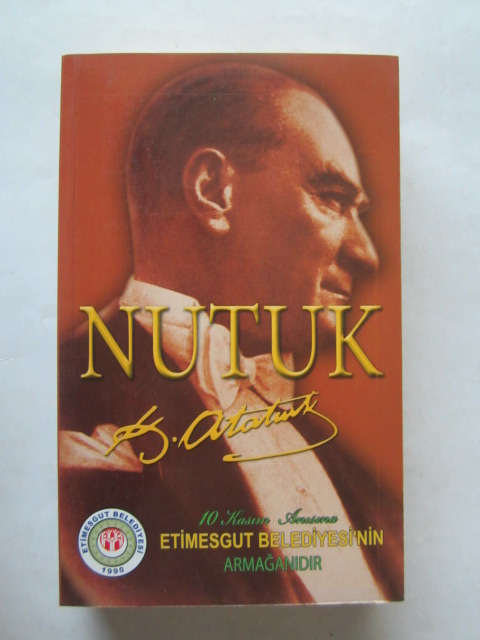 NUTUK
K. Atatürk
10 Kasım Anısına
ETİMESGUT BELEDİYESİ'NİN
ARMAĞANIDIR
ETİMESGUT BELEDİYESİ
1990